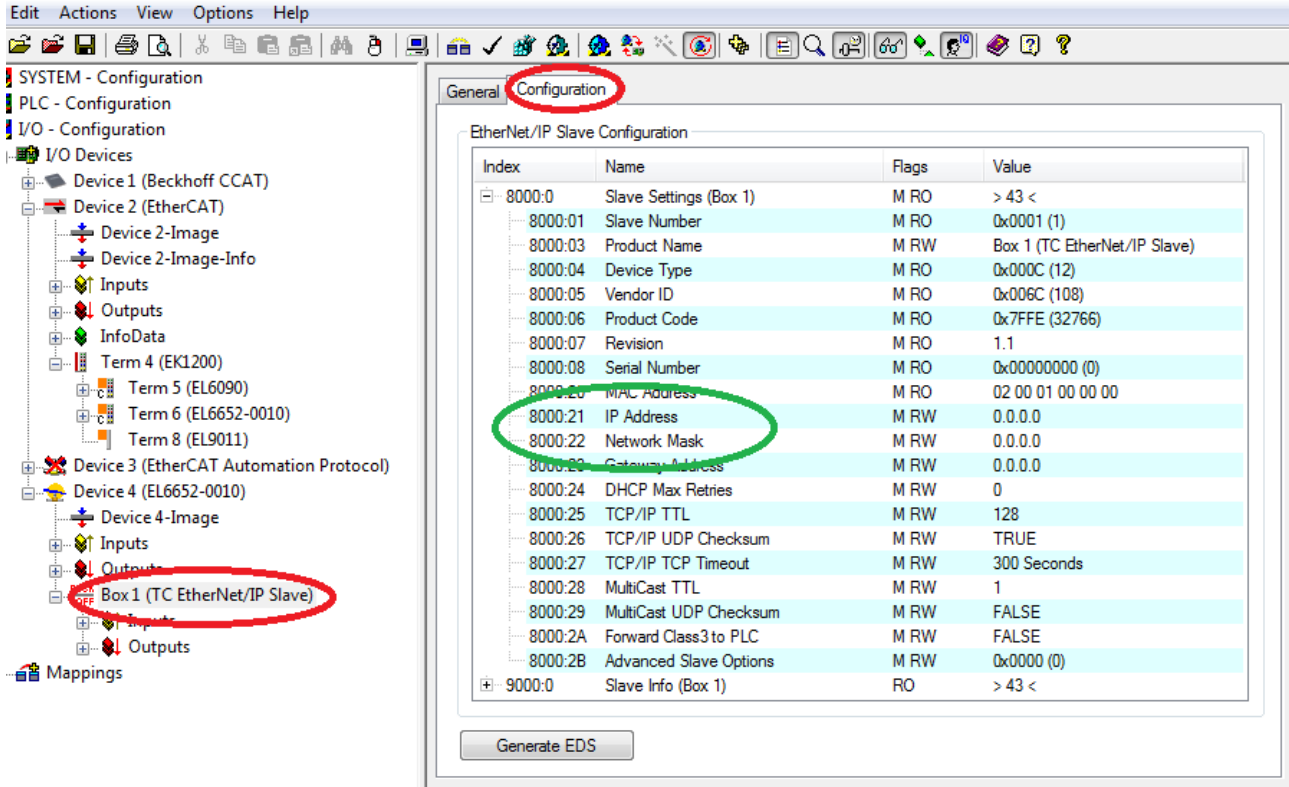 Edit Actions View Options Help
SYSTEM - Configuration
PLC - Configuration
I/O - Configuration
I/O Devices
Device 1 (Beckhoff CCAT)
Device 2 (EtherCAT)
Device 2-Image
Device 2-Image-Info
Inputs
Outputs
InfoData
Term 4 (EK1200)
Term 5 (EL6090)
Term 6 (EL6652-0010)
Term 8 (EL9011)
Device 3 (EtherCAT Automation Protocol)
Device 4 (EL6652-0010)
Device 4-Image
Inputs
Outputs
Box 1 (TC EtherNet/IP Slave)
Inputs
Outputs
Mappings
General Configuration
EtherNet/IP Slave Configuration
Index Name Flags Value
8000:0 Slave Settings (Box 1) M RO > 43 <
8000:01 Slave Number M RO 0x0001 (1)
8000:03 Product Name M RW Box 1 (TC EtherNet/IP Slave)
8000:04 Device Type M RO 0x000C (12)
8000:05 Vendor ID M RO 0x006C (108)
8000:06 Product Code M RO 0x7FFE (32766)
8000:07 Revision M RO 1.1
8000:08 Serial Number M RO 0x00000000 (0)
8000:20 MAC Address M RO 02 00 01 00 00 00
8000:21 IP Address M RW 0.0.0.0
8000:22 Network Mask M RW 0.0.0.0
8000:23 Gateway Address M RW 0.0.0.0
8000:24 DHCP Max Retries M RW 0
8000:25 TCP/IP TTL M RW 128
8000:26 TCP/IP UDP Checksum M RW TRUE
8000:27 TCP/IP TCP Timeout M RW 300 Seconds
8000:28 MultiCast TTL M RW 1
8000:29 MultiCast UDP Checksum M RW FALSE
8000:2A Forward Class3 to PLC M RW FALSE
8000:2B Advanced Slave Options M RW 0x0000 (0)
9000:0 Slave Info (Box 1) RO > 43 <
Generate EDS